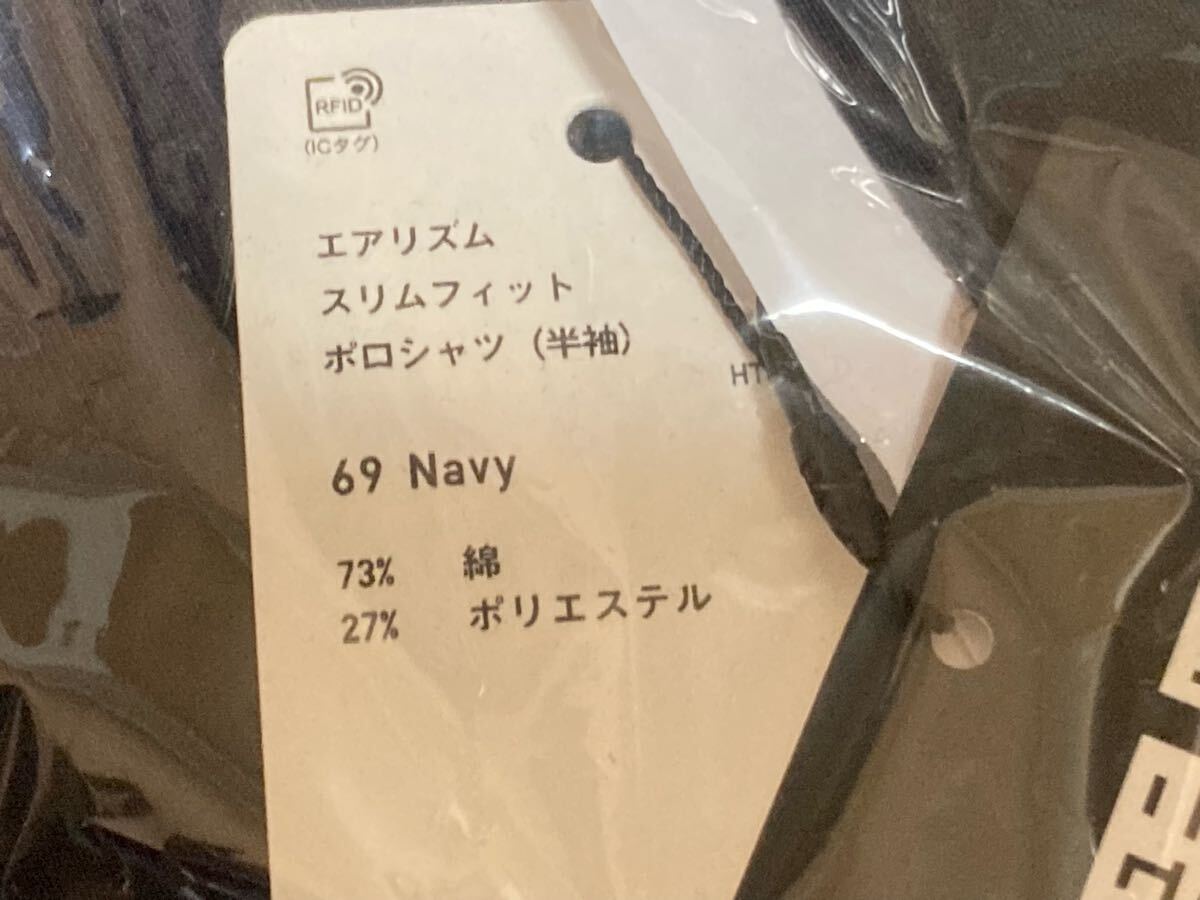 RFID
(ICタグ)
エアリズム
スリムフィット
ポロシャツ (半袖)
HT
69 Navy
73% 綿
27% ポリエステル